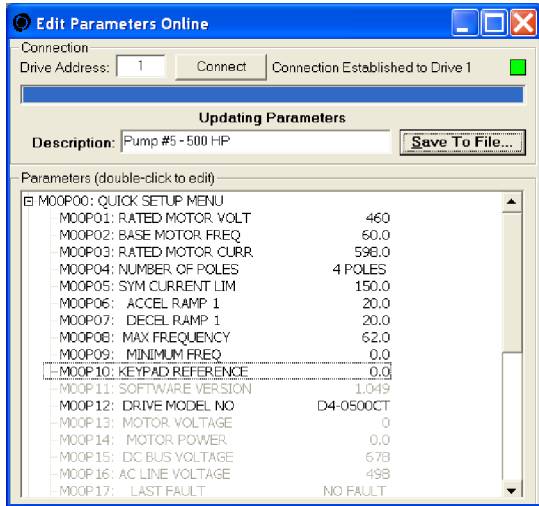 Edit Parameters Online
Connection
Drive Address: 1 Connect Connection Established to Drive 1
Updating Parameters
Description: Pump #5 - 500 HP Save To File...
Parameters (double-click to edit)
M00P00: QUICK SETUP MENU
M00P01: RATED MOTOR VOLT 460
M00P02: BASE MOTOR FREQ 60.0
M00P03: RATED MOTOR CURR 598.0
M00P04: NUMBER OF POLES 4 POLES
M00P05: SYM CURRENT LIM 150.0
M00P06: ACCEL RAMP 1 20.0
M00P07: DECEL RAMP 1 20.0
M00P08: MAX FREQUENCY 62.0
M00P09: MINIMUM FREQ 0.0
M00P10: KEYPAD REFERENCE 0.0
M00P11: SOFTWARE VERSION 1.049
M00P12: DRIVE MODEL NO D4-0500CT
M00P13: MOTOR VOLTAGE 0
M00P14: MOTOR POWER 0.0
M00P15: DC BUS VOLTAGE 678
M00P16: AC LINE VOLTAGE 498
M00P17: LAST FAULT NO FAULT